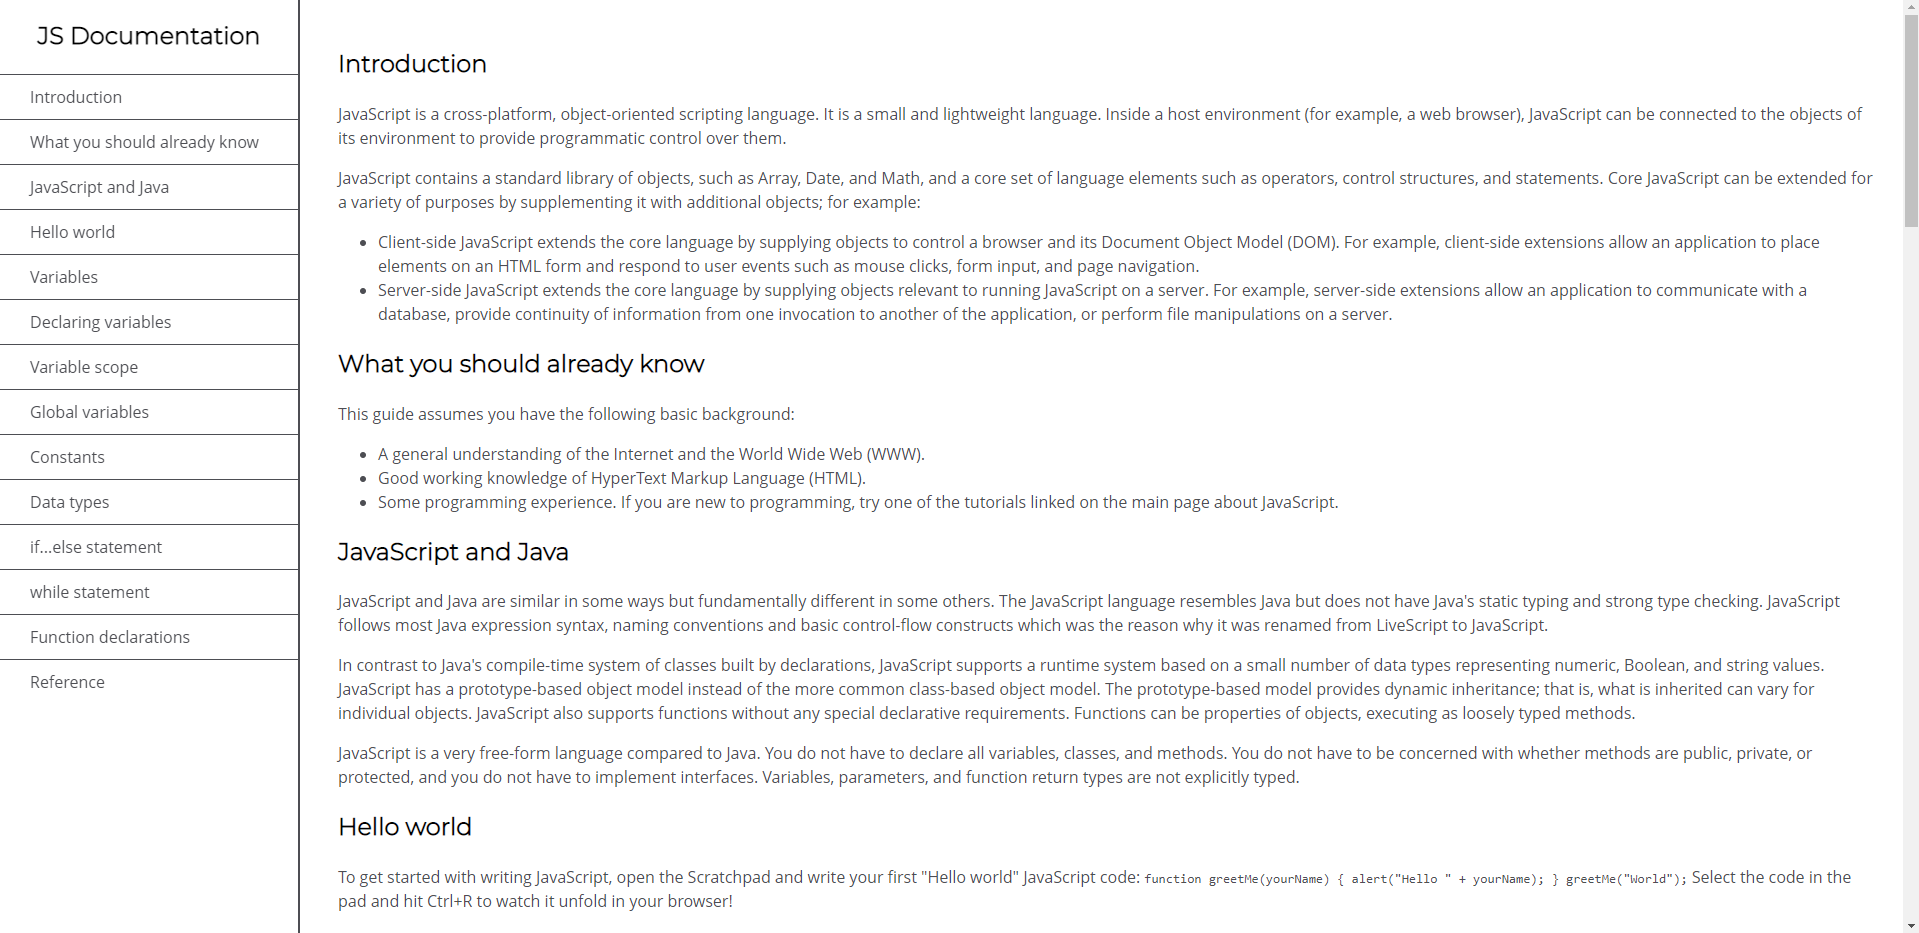 JS Documentation
Introduction
What you should already know
JavaScript and Java
Hello world
Variables
Declaring variables
Variable scope
Global variables
Constants
Data types
if...else statement
while statement
Function declarations
Reference
Introduction
JavaScript is a cross-platform, object-oriented scripting language. It is a small and lightweight language. Inside a host environment (for example, a web browser), JavaScript can be connected to the objects of
its environment to provide programmatic control over them.
JavaScript contains a standard library of objects, such as Array, Date, and Math, and a core set of language elements such as operators, control structures, and statements. Core JavaScript can be extended for
a variety of purposes by supplementing it with additional objects; for example:
• Client-side JavaScript extends the core language by supplying objects to control a browser and its Document Object Model (DOM). For example, client-side extensions allow an application to place
elements on an HTML form and respond to user events such as mouse clicks, form input, and page navigation.
• Server-side JavaScript extends the core language by supplying objects relevant to running JavaScript on a server. For example, server-side extensions allow an application to communicate with a
database, provide continuity of information from one invocation to another of the application, or perform file manipulations on a server.
What you should already know
This guide assumes you have the following basic background:
• A general understanding of the Internet and the World Wide Web (WWW).
• Good working knowledge of HyperText Markup Language (HTML).
• Some programming experience. If you are new to programming, try one of the tutorials linked on the main page about JavaScript.
JavaScript and Java
JavaScript and Java are similar in some ways but fundamentally different in some others. The JavaScript language resembles Java but does not have Java's static typing and strong type checking. JavaScript
follows most Java expression syntax, naming conventions and basic control-flow constructs which was the reason why it was renamed from LiveScript to JavaScript.
In contrast to Java's compile-time system of classes built by declarations, JavaScript supports a runtime system based on a small number of data types representing numeric, Boolean, and string values.
JavaScript has a prototype-based object model instead of the more common class-based object model. The prototype-based model provides dynamic inheritance; that is, what is inherited can vary for
individual objects. JavaScript also supports functions without any special declarative requirements. Functions can be properties of objects, executing as loosely typed methods.
JavaScript is a very free-form language compared to Java. You do not have to declare all variables, classes, and methods. You do not have to be concerned with whether methods are public, private, or
protected, and you do not have to implement interfaces. Variables, parameters, and function return types are not explicitly typed.
Hello world
To get started with writing JavaScript, open the Scratchpad and write your first "Hello world" JavaScript code: function greetMe(yourName) { alert("Hello " + yourName); } greetMe("World"); Select the code in the
pad and hit Ctrl+R to watch it unfold in your browser!